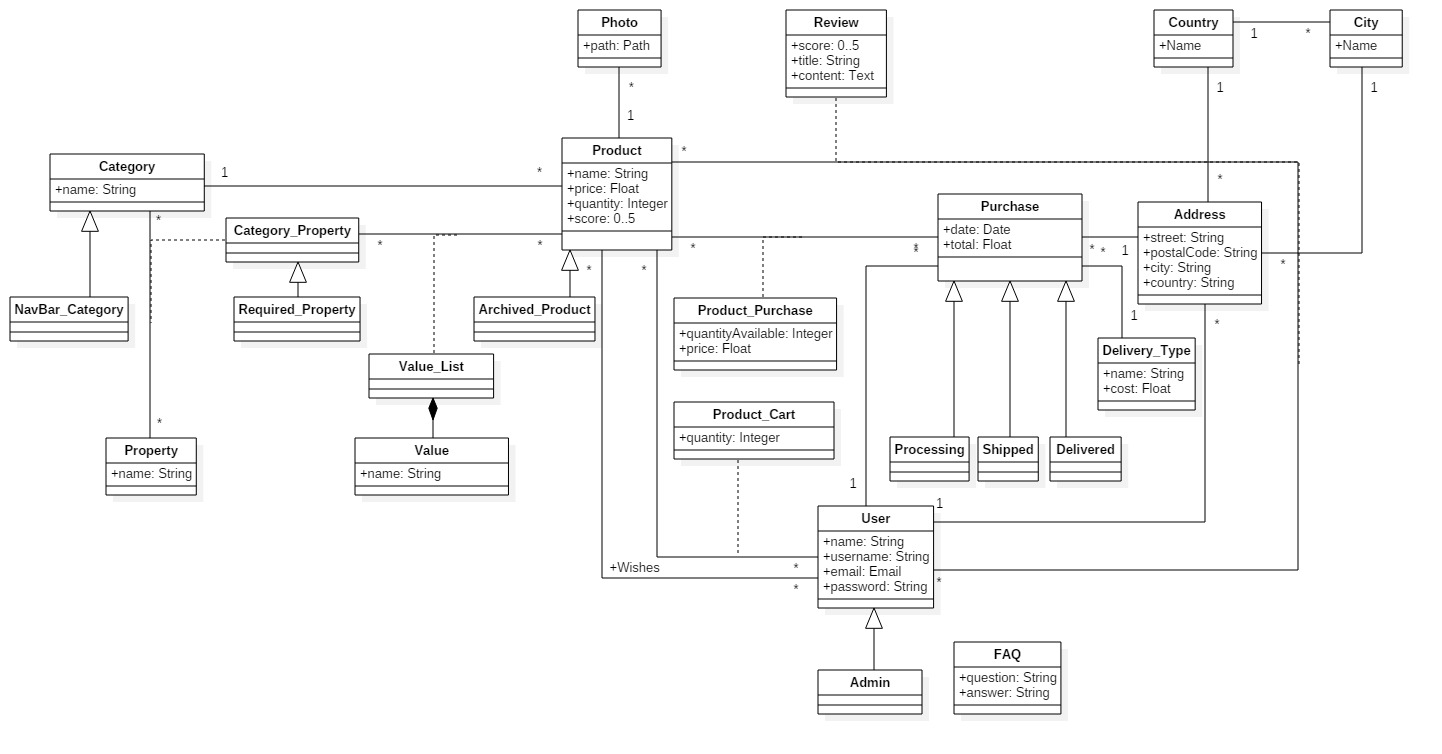 Photo
+path: Path
Review
+score: 0..5
+title: String
+content: Text
Country
+Name
1
*
City
+Name
*
1
1
1
Category
+name: String
1
*
Product
+name: String
+price: Float
+quantity: Integer
+score: 0..5
*
*
*
Category_Property
*
*
*
*
*
Purchase
+date: Date
+total: Float
*
*
*
1
Address
+street: String
+postalCode: String
+city: String
+country: String
*
*
NavBar_Category
Required_Property
Archived_Product
Product_Purchase
+quantityAvailable: Integer
+price: Float
1
Delivery_Type
+name: String
+cost: Float
Value_List
Product_Cart
+quantity: Integer
*
Property
+name: String
Value
+name: String
Processing
Shipped
Delivered
1
1
User
+name: String
+username: String
+email: Email
+password: String
+Wishes
*
*
*
Admin
FAQ
+question: String
+answer: String